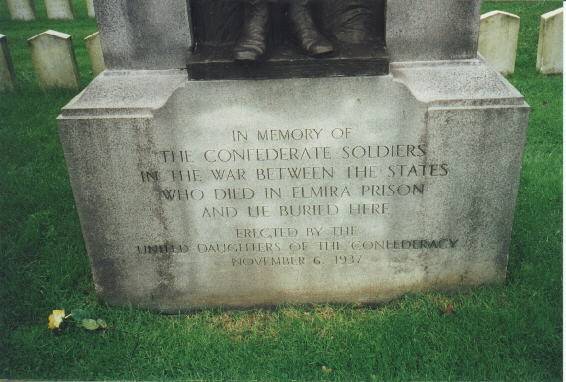 IN MEMORY OF
THE CONFEDERATE SOLDIERS
IN THE WAR BETWEEN THE STATES
WHO DIED IN ELMIRA PRISON
AND LIE BURIED HERE
ERECTED BY THE
UNITED DAUGHTERS OF THE CONFEDERACY
NOVEMBER 6, 1937